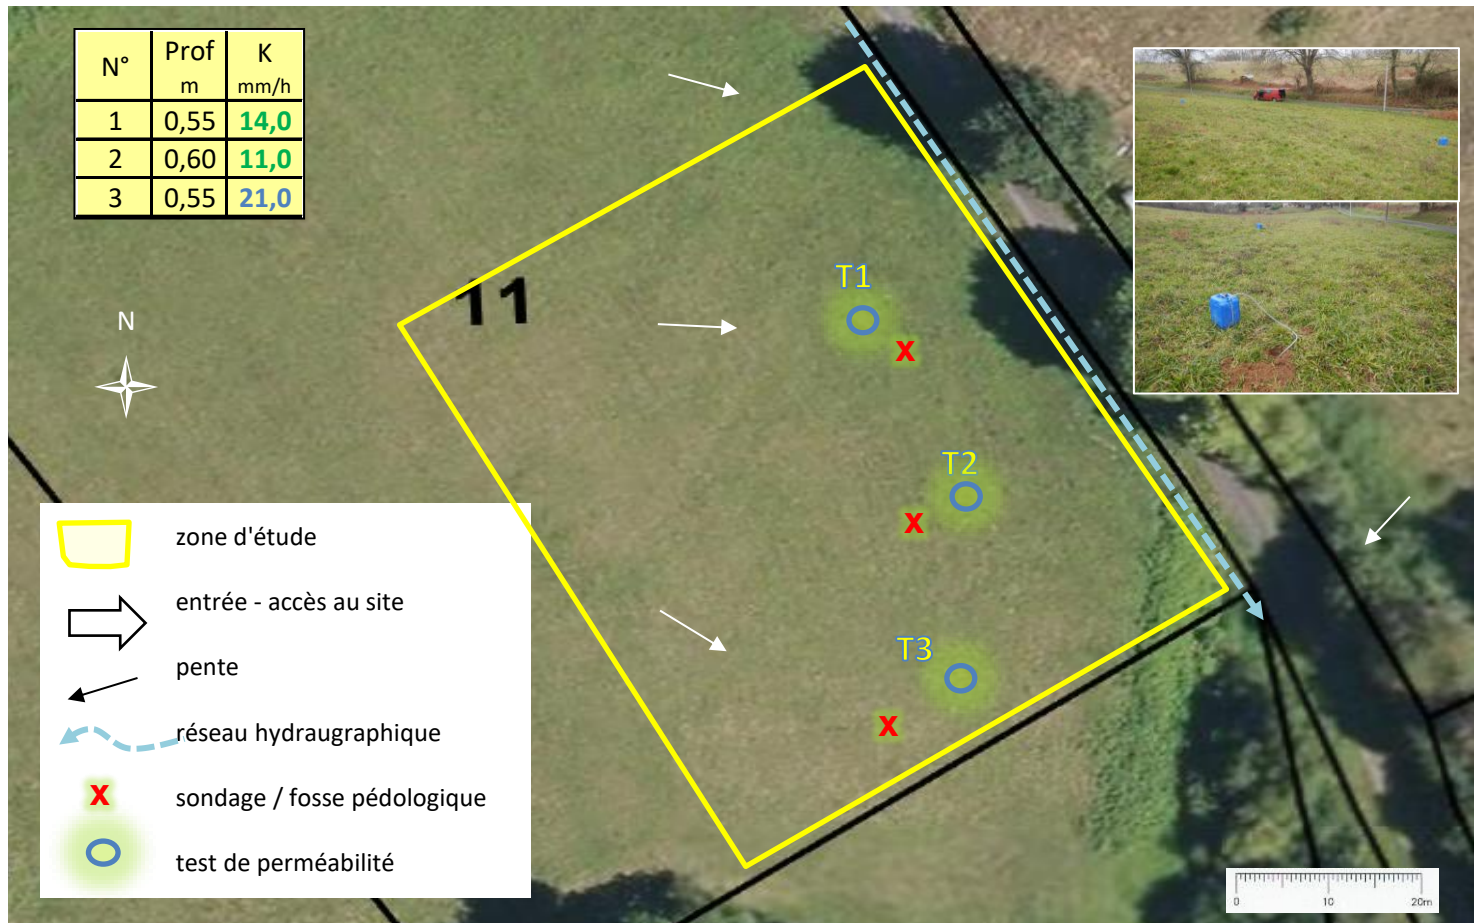 N° Prof m K mm/h
1 0,55 14,0
2 0,60 11,0
3 0,55 21,0
11
T1
N
T2
T3
zone d'étude
entrée - accès au site
pente
réseau hydraugraphique
sondage / fosse pédologique
test de perméabilité
X
X
X
X
0 10 20m